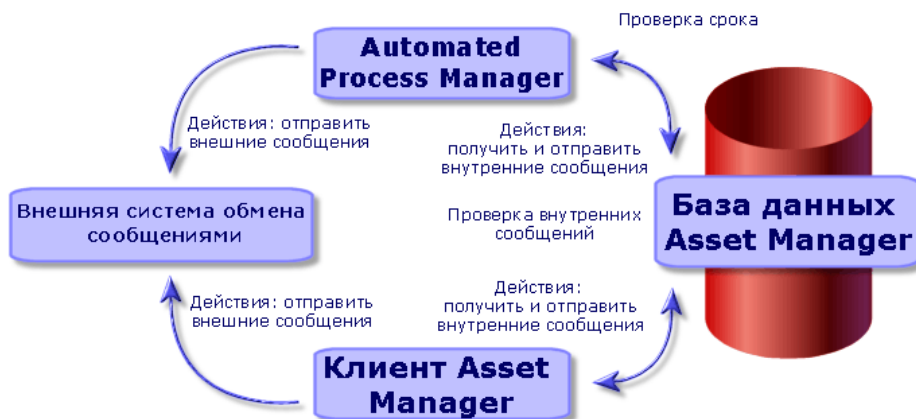 Проверка срока
Automated
Process Manager
Действия: отправить
внешние сообщения
Действия:
получить и отправить
внутренние сообщения
Внешняя система обмена
сообщениями
Проверка внутренних
сообщений
База данных
Asset Manager
Действия: отправить
внешние сообщения
Действия:
получить и отправить
внутренние сообщения
Клиент Asset
Manager